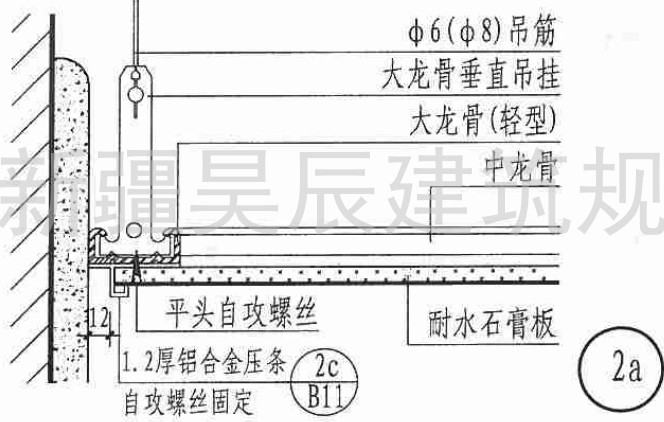 ф6(ф8)吊筋
大龙骨垂直吊挂
大龙骨(轻型)
中龙骨
新疆昊辰建筑规
平头自攻螺丝
耐水石膏板
12
1.2厚铝合金压条
自攻螺丝固定
2c
B11
2a